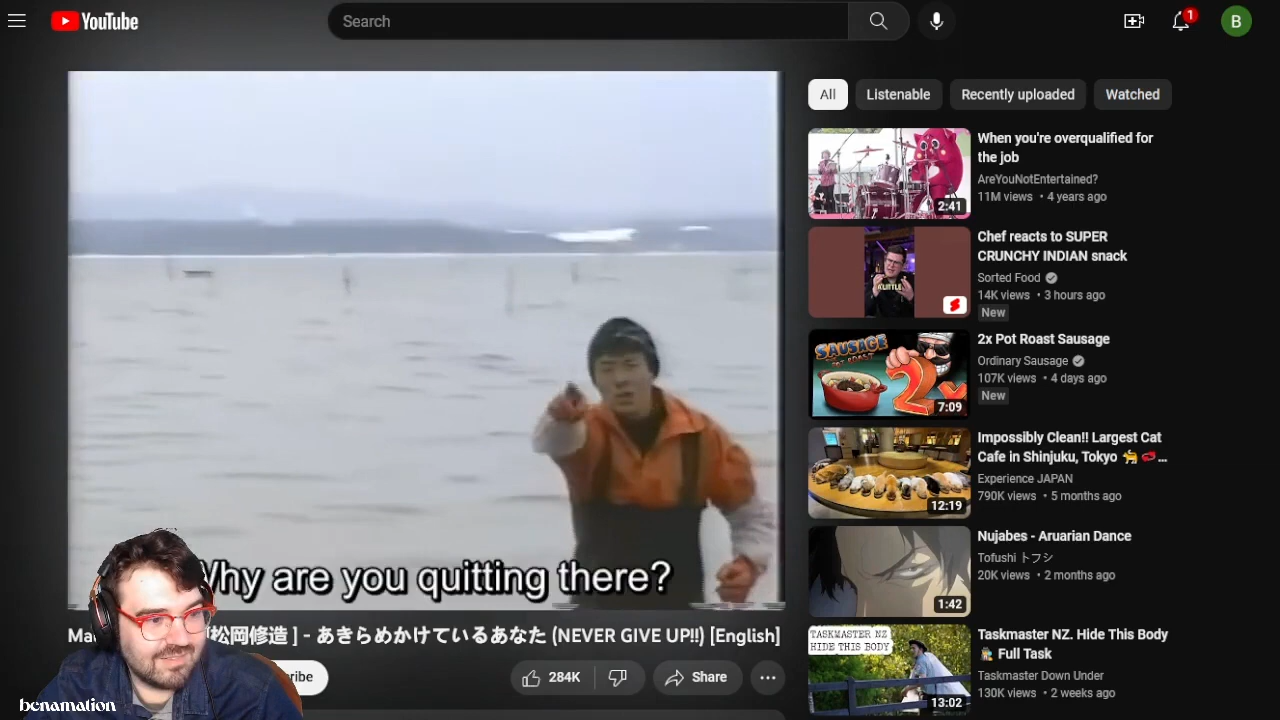 YouTube
Search
1
B
All
Listenable
Recently uploaded
Watched
Why are you quitting there?
Ma
松岡修造 ] - あきらめかけているあなた (NEVER GIVE UP!!) [English]
ribe
284K
Share
bcnamation
When you're overqualified for
the job
AreYouNotEntertained?
11M views • 4 years ago
2:41
Chef reacts to SUPER
CRUNCHY INDIAN snack
Sorted Food
14K views • 3 hours ago
New
SAUSAGE
2x
7:09
2x Pot Roast Sausage
Ordinary Sausage
107K views • 4 days ago
New
12:19
Impossibly Clean!! Largest Cat
Cafe in Shinjuku, Tokyo 🐈💋...
Experience JAPAN
790K views • 5 months ago
1:42
Nujabes - Aruarian Dance
Tofushi トフシ
20K views • 2 months ago
TASKMASTER NZ
HIDE THIS BODY
13:02
Taskmaster NZ. Hide This Body
Full Task
Taskmaster Down Under
130K views • 2 weeks ago